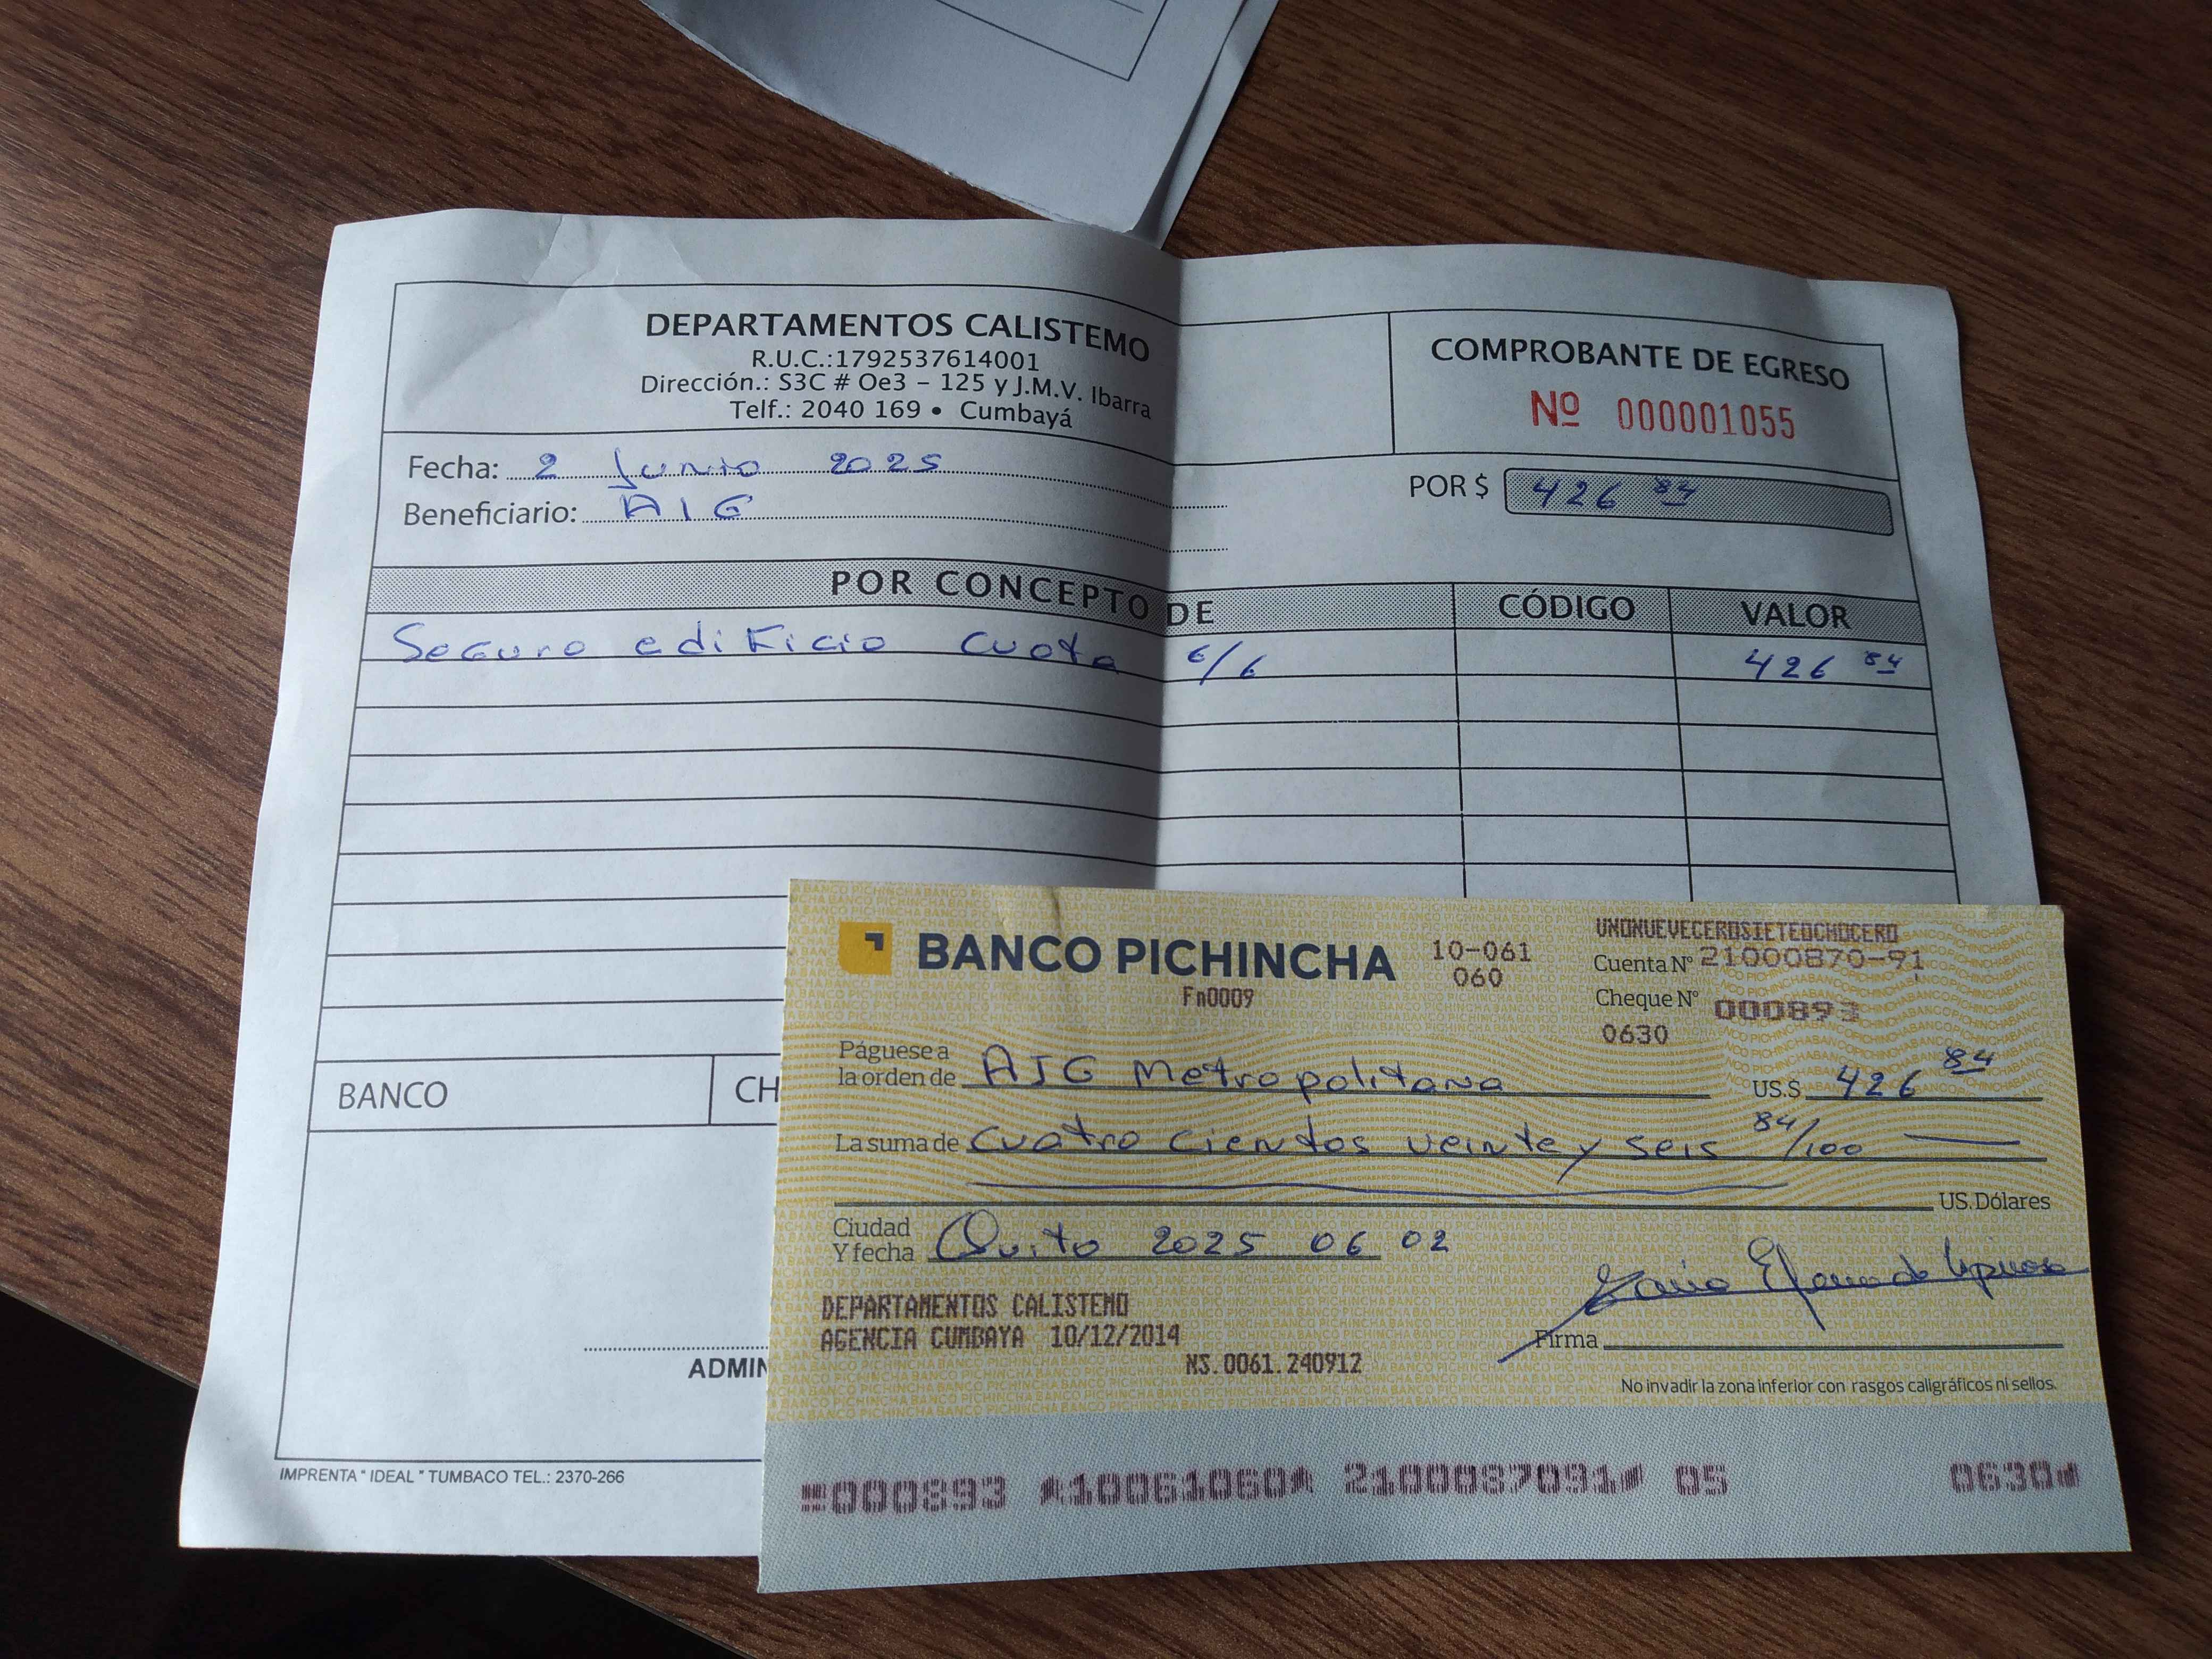 DEPARTAMENTOS CALISTEMO
R.U.C.:1792537614001
Dirección.: S3C # Oe3 – 125 y J.M.V. Ibarra
Telf.: 2040 169 • Cumbayá
COMPROBANTE DE EGRESO
Nº 000001055
Fecha: 2 Junio 2025
Beneficiario: AIG
POR $ 426 84
POR CONCEPTO DE CÓDIGO VALOR
Seguro edificio cuota 6/6 426 84
BANCO CH
ADMIN
IMPRENTA "IDEAL" TUMBACO TEL.: 2370-266
BANCO PICHINCHA
Fn0009
10-061
060
UNONUEVECEROSIETEOCHOCERO
Cuenta Nº 21000870-91
Cheque Nº 000893
0630
Páguese a
la orden de AIG Metropolitana US.$ 426 84
La suma de cuatro cientos veinte y seis 84/100
US. Dólares
Ciudad
Y fecha Quito 2025 06 02
DEPARTAMENTOS CALISTEMO
AGENCIA CUMBAYA 10/12/2014
NS.0061.240912
Firma
No invadir la zona inferior con rasgos caligráficos ni sellos.
000893 10061060 2100087091 05 0630